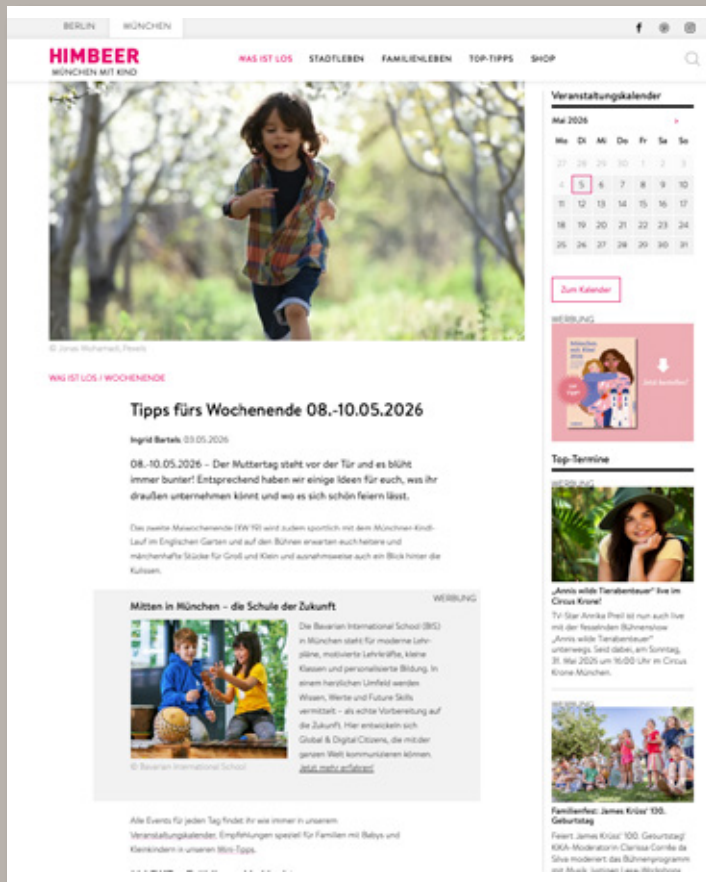 BERLIN
MÜNCHEN
HIMBEER
MÜNCHEN MIT KIND
WAS IST LOS
STADTLEBEN
FAMILIENLEBEN
TOP-TIPPS
SHOP
© Jonas Mohamadi, Pexels
WAS IST LOS / WOCHENENDE
Tipps fürs Wochenende 08.-10.05.2026
Ingrid Bartels, 03.05.2026
08.-10.05.2026 – Der Muttertag steht vor der Tür und es blüht
immer bunter! Entsprechend haben wir einige Ideen für euch, was ihr
draußen unternehmen könnt und wo es sich schön feiern lässt.
Das zweite Maiwochenende (KW 19) wird zudem sportlich mit dem Münchner-Kindl-
Lauf im Englischen Garten und auf den Bühnen erwarten euch heitere und
märchenhafte Stücke für Groß und Klein und ausnahmsweise auch ein Blick hinter die
Kulissen.
WERBUNG
Mitten in München – die Schule der Zukunft
Die Bavarian International School (BIS)
in München steht für moderne Lehr-
pläne, motivierte Lehrkräfte, kleine
Klassen und personalisierte Bildung. In
einem herzlichen Umfeld werden
Wissen, Werte und Future Skills
vermittelt – als echte Vorbereitung auf
die Zukunft. Hier entwickeln sich
Global & Digital Citizens, die mit der
ganzen Welt kommunizieren können.
Jetzt mehr erfahren!
© Bavarian International School
Alle Events für jeden Tag findet ihr wie immer in unserem
Veranstaltungskalender. Empfehlungen speziell für Familien mit Babys und
Kleinkindern in unseren Mini-Tipps.
Veranstaltungskalender
Mai 2026
Mo Di Mi Do Fr Sa So
27 28 29 30 1 2 3
4 5 6 7 8 9 10
11 12 13 14 15 16 17
18 19 20 21 22 23 24
25 26 27 28 29 30 31
Zum Kalender
WERBUNG
München
mit Kind
2026
Jetzt bestellen!
Top-Termine
WERBUNG
„Annis wilde Tierabenteuer“ live im
Circus Krone!
TV-Star Annika Preil ist nun auch live
mit der fesselnden Bühnenshow
„Annis wilde Tierabenteuer“
unterwegs. Seid dabei, am Sonntag,
31. Mai 2026 um 16:00 Uhr im Circus
Krone München.
WERBUNG
Familienfest: James Krüss' 100.
Geburtstag
Feiert James Krüss' 100. Geburtstag!
KiKA-Moderatorin Clarissa Corrêa da
Silva moderiert das Bühnenprogramm
mit Musik, lustigen Lese-Workshops